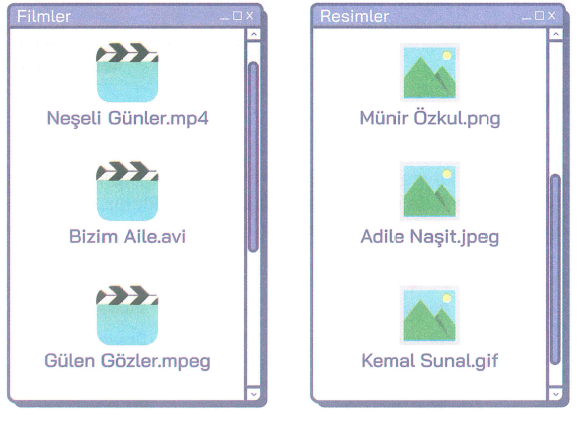 Filmler
Neşeli Günler.mp4
Bizim Aile.avi
Gülen Gözler.mpeg
Resimler
Münir Özkul.png
Adile Naşit.jpeg
Kemal Sunal.gif